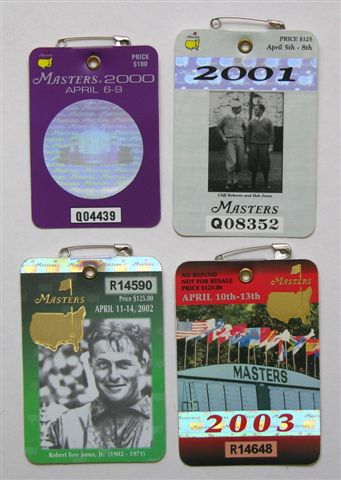 PRICE
$100
MASTERS 2000
APRIL 6-9
Q04439
PRICE $125
April 5th - 8th
2001
Cliff Roberts and Bob Jones
MASTERS
Q08352
MASTERS
R14590
Price $125.00
APRIL 11-14, 2002
Robert Tyre Jones, Jr. (1902 - 1971)
NO REFUND
NOT FOR RESALE
PRICE $125.00
MASTERS
APRIL 10th-13th
MASTERS
2003
R14648